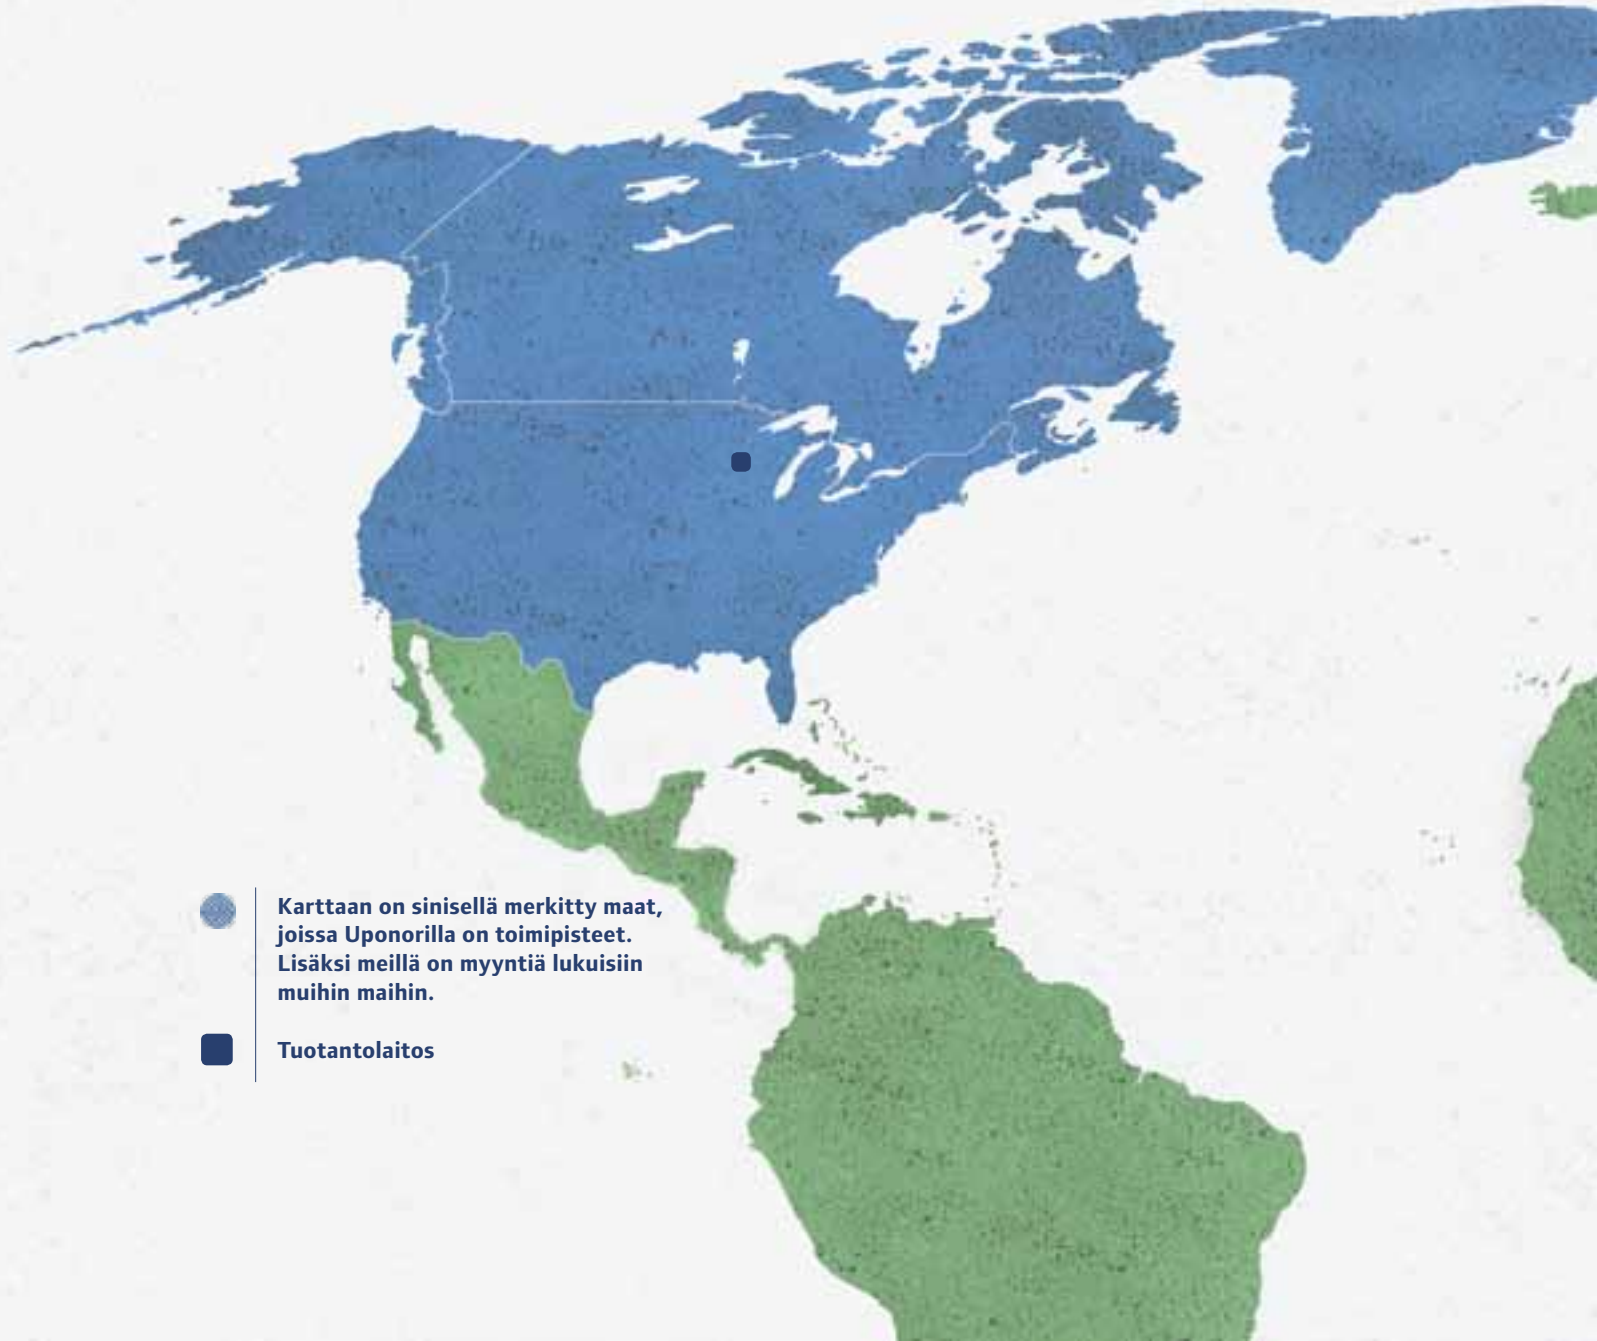 Karttaan on sinisellä merkitty maat,
joissa Uponorilla on toimipisteet.
Lisäksi meillä on myyntiä lukuisiin
muihin maihin.
Tuotantolaitos